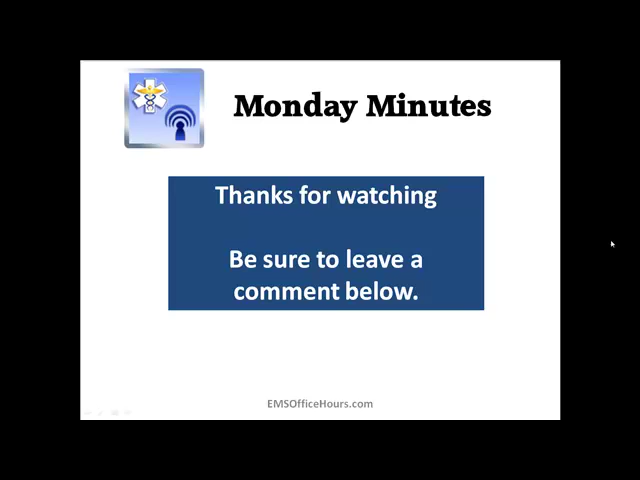 Monday Minutes
Thanks for watching
Be sure to leave a
comment below.
EMSOfficeHours.com